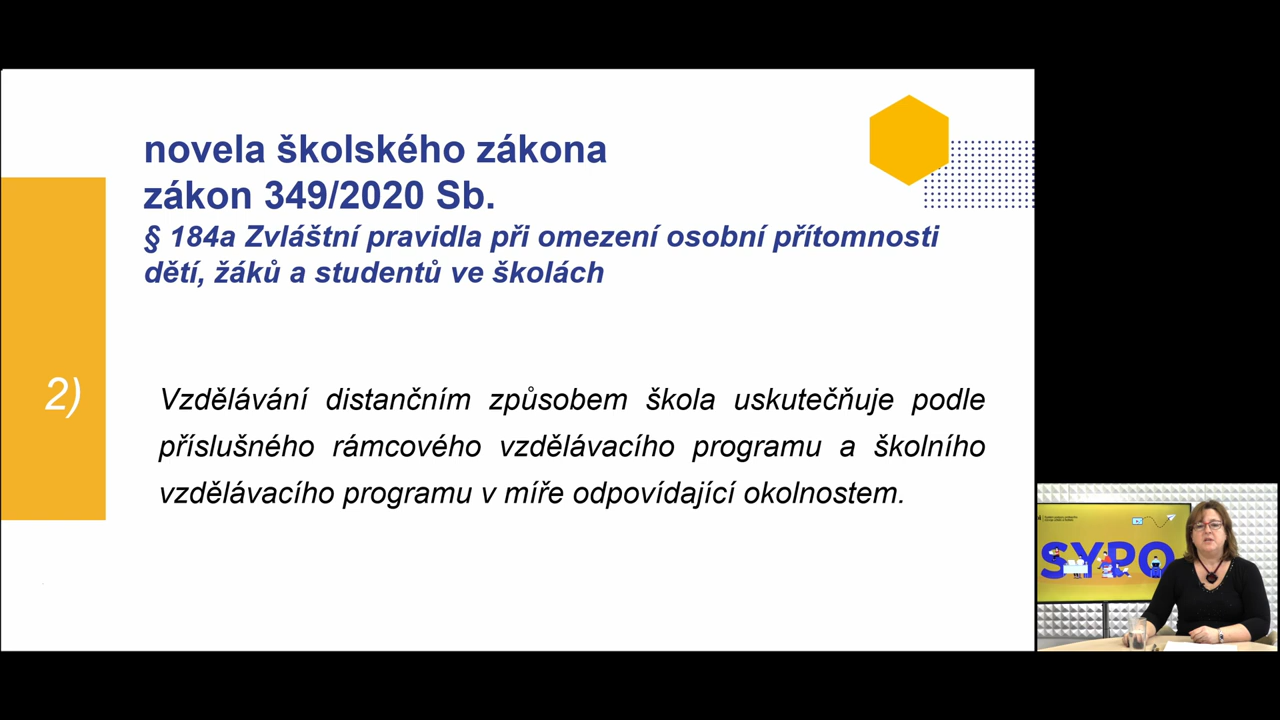 novela školského zákona
zákon 349/2020 Sb.
§ 184a Zvláštní pravidla při omezení osobní přítomnosti
dětí, žáků a studentů ve školách
2)
Vzdělávání distančním způsobem škola uskutečňuje podle
příslušného rámcového vzdělávacího programu a školního
vzdělávacího programu v míře odpovídající okolnostem.
SYPO